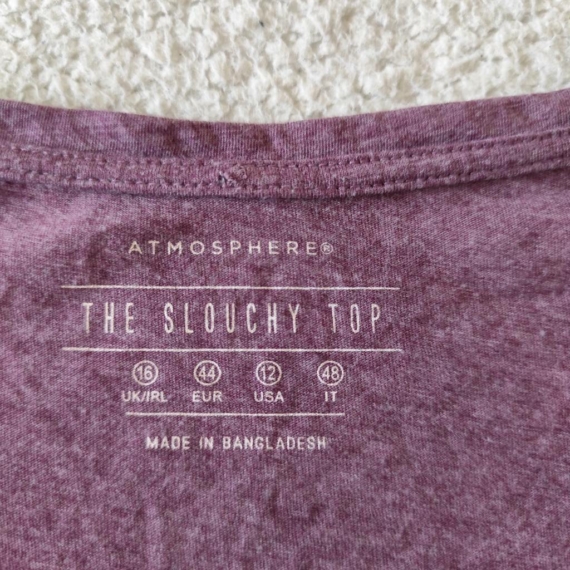 ATMOSPHERE®
THE SLOUCHY TOP
16 44 12 48
UK/IRL EUR USA IT
MADE IN BANGLADESH